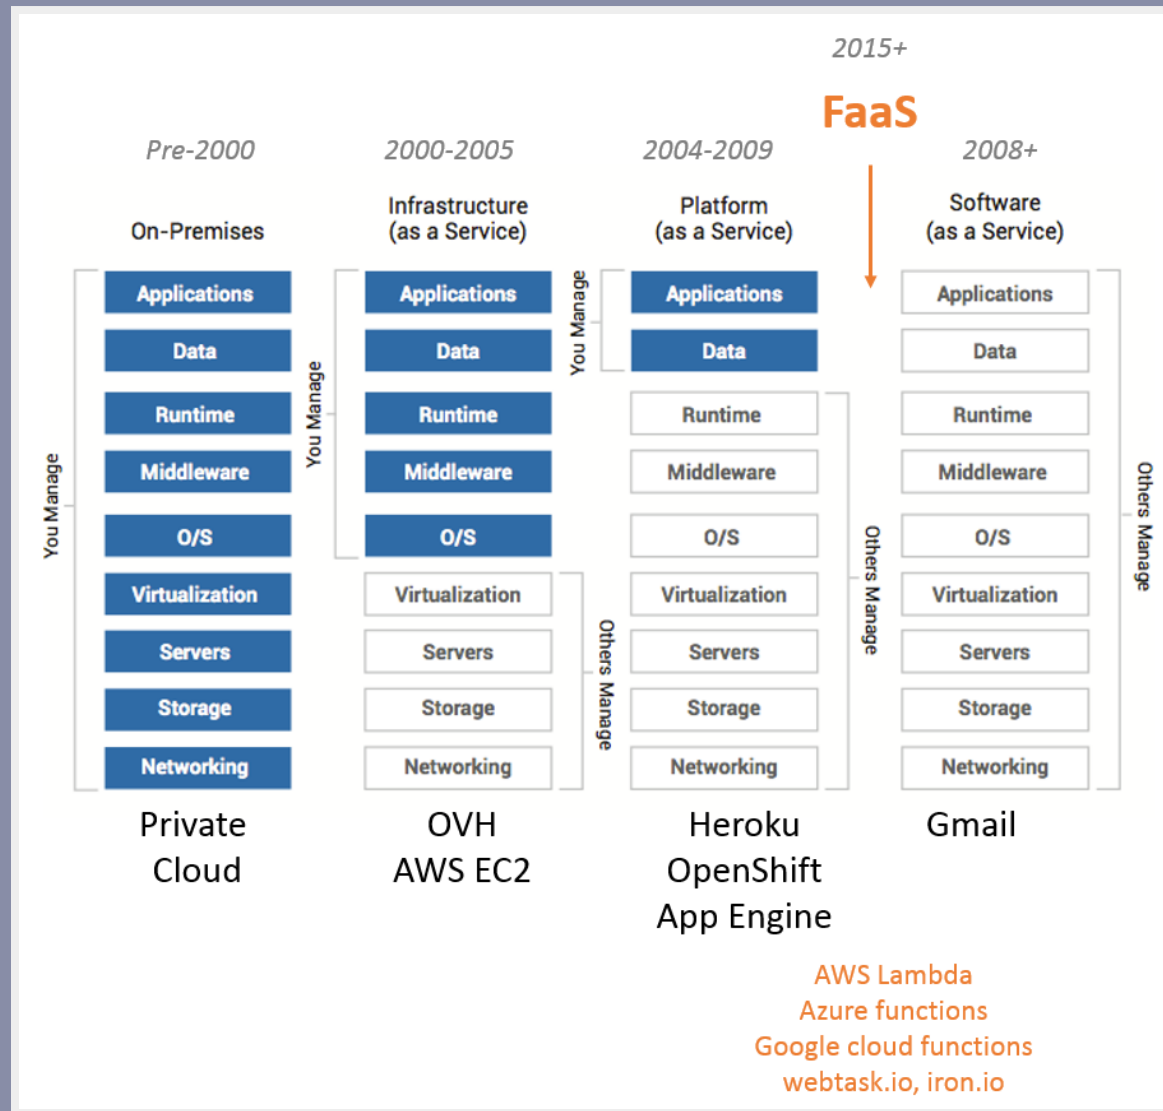 2015+
FaaS
Pre-2000
2000-2005
2004-2009
2008+
On-Premises
Infrastructure
(as a Service)
Platform
(as a Service)
Software
(as a Service)
You Manage
Applications
Data
Runtime
Middleware
O/S
Virtualization
Servers
Storage
Networking
Private
Cloud
You Manage
Applications
Data
Runtime
Middleware
O/S
Virtualization
Servers
Storage
Networking
Others Manage
OVH
AWS EC2
You Manage
Applications
Data
Runtime
Middleware
O/S
Virtualization
Servers
Storage
Networking
Others Manage
Heroku
OpenShift
App Engine
Applications
Data
Runtime
Middleware
O/S
Virtualization
Servers
Storage
Networking
Others Manage
Gmail
AWS Lambda
Azure functions
Google cloud functions
webtask.io, iron.io